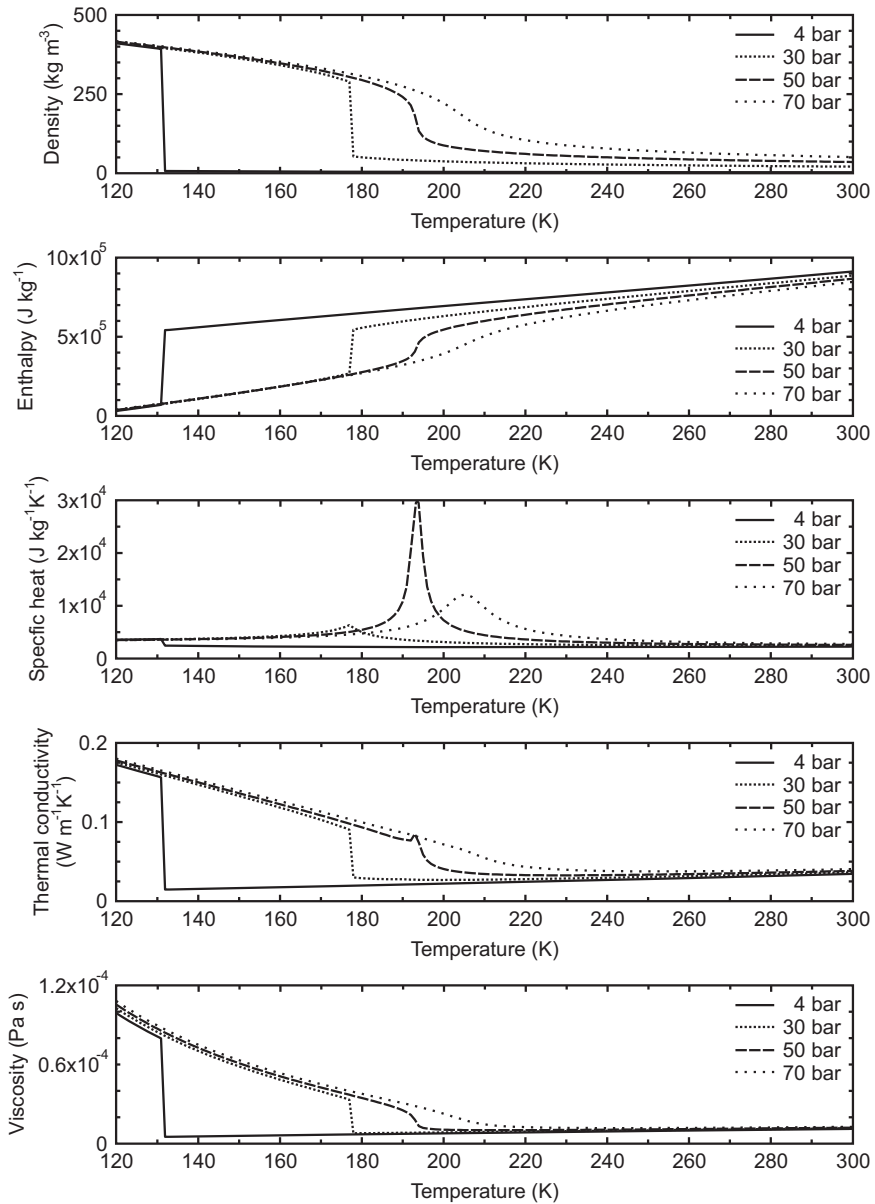 Density (kg m-3)
500
250
0
4 bar
30 bar
50 bar
70 bar
120 140 160 180 200 220 240 260 280 300
Temperature (K)
Enthalpy (J kg-1)
10x10⁵
5x10⁵
0
4 bar
30 bar
50 bar
70 bar
120 140 160 180 200 220 240 260 280 300
Temperature (K)
Specfic heat (J kg-1K-1)
3x10⁴
2x10⁴
1x10⁴
0
4 bar
30 bar
50 bar
70 bar
120 140 160 180 200 220 240 260 280 300
Temperature (K)
Thermal conductivity
(W m-1K-1)
0.2
0.1
0
4 bar
30 bar
50 bar
70 bar
120 140 160 180 200 220 240 260 280 300
Temperature (K)
Viscosity (Pa s)
1.2x10-4
0.6x10-4
0
4 bar
30 bar
50 bar
70 bar
120 140 160 180 200 220 240 260 280 300
Temperature (K)